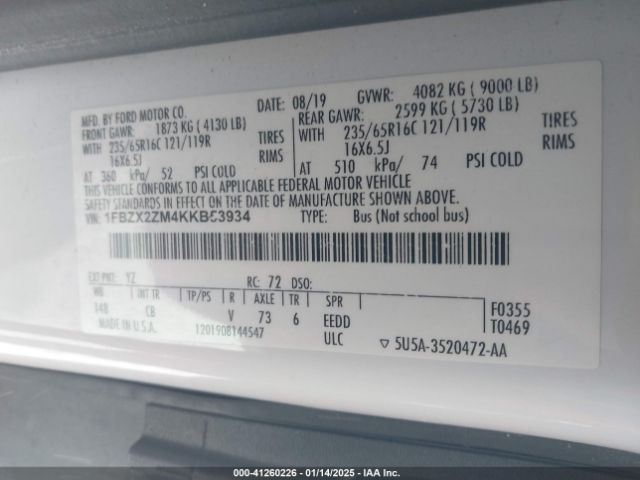 MFD. BY FORD MOTOR CO.
DATE: 08/19
GVWR: 4082 KG ( 9000 LB)
FRONT GAWR: 1873 KG ( 4130 LB)
REAR GAWR: 2599 KG ( 5730 LB)
WITH 235/65R16C 121/119R TIRES
WITH 235/65R16C 121/119R TIRES
16X6.5J RIMS
16X6.5J RIMS
AT 360 kPa/ 52 PSI COLD
AT 510 kPa/ 74 PSI COLD
THIS VEHICLE CONFORMS TO ALL APPLICABLE FEDERAL MOTOR VEHICLE
SAFETY STANDARDS IN EFFECT ON THE DATE OF MANUFACTURE SHOWN ABOVE.
VIN: 1FBZX2ZM4KKB53934
TYPE: Bus (Not school bus)
EXT PNT: YZ RC: 72 DSO:
WB INT TR TP/PS R AXLE TR SPR
148 CB V 73 6 EEDD
F0355
T0469
MADE IN U.S.A. 1201908144547 ULC
▽ 5U5A-3520472-AA
000-41260226 - 01/14/2025 - IAA Inc.